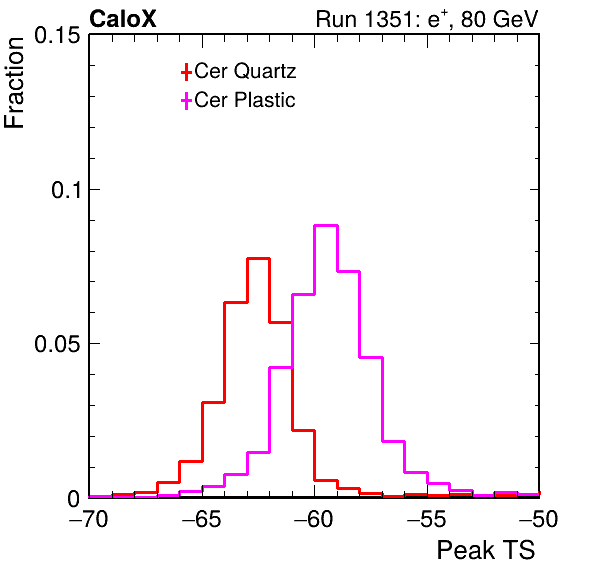 CaloX Run 1351: e⁺, 80 GeV
Fraction
Cer Quartz
Cer Plastic
0.15
0.1
0.05
0
−70 −65 −60 −55 −50
Peak TS